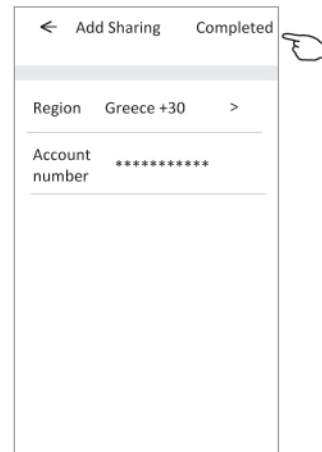 ← Add Sharing Completed
Region Greece +30 >
Account
number ***********